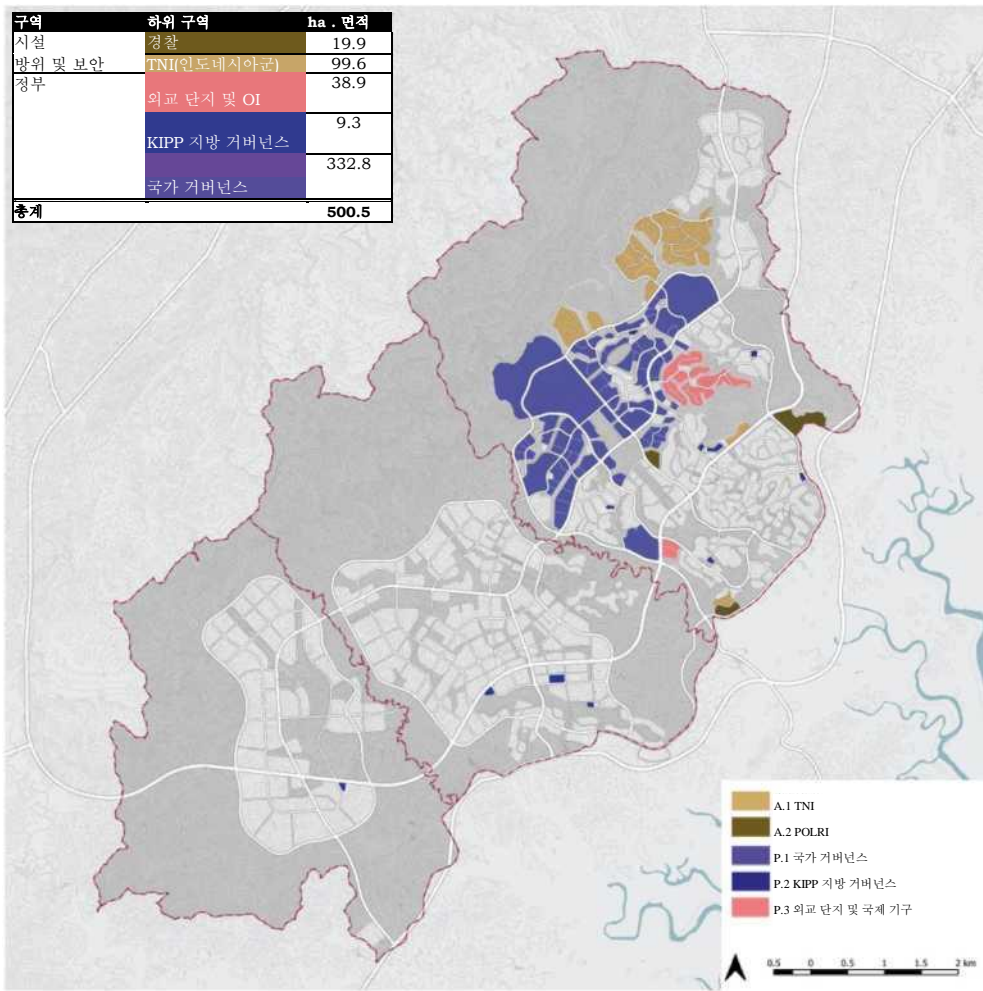 구역 하위 구역 ha . 면적
시설 경찰 19.9
방위 및 보안 TNI(인도네시아군) 99.6
정부 외교 단지 및 OI 38.9
KIPP 지방 거버넌스 9.3
국가 거버넌스 332.8
총계 500.5
A.1 TNI
A.2 POLRI
P.1 국가 거버넌스
P.2 KIPP 지방 거버넌스
P.3 외교 단지 및 국제 기구
0.5 0 0.5 1 1.5 2 km